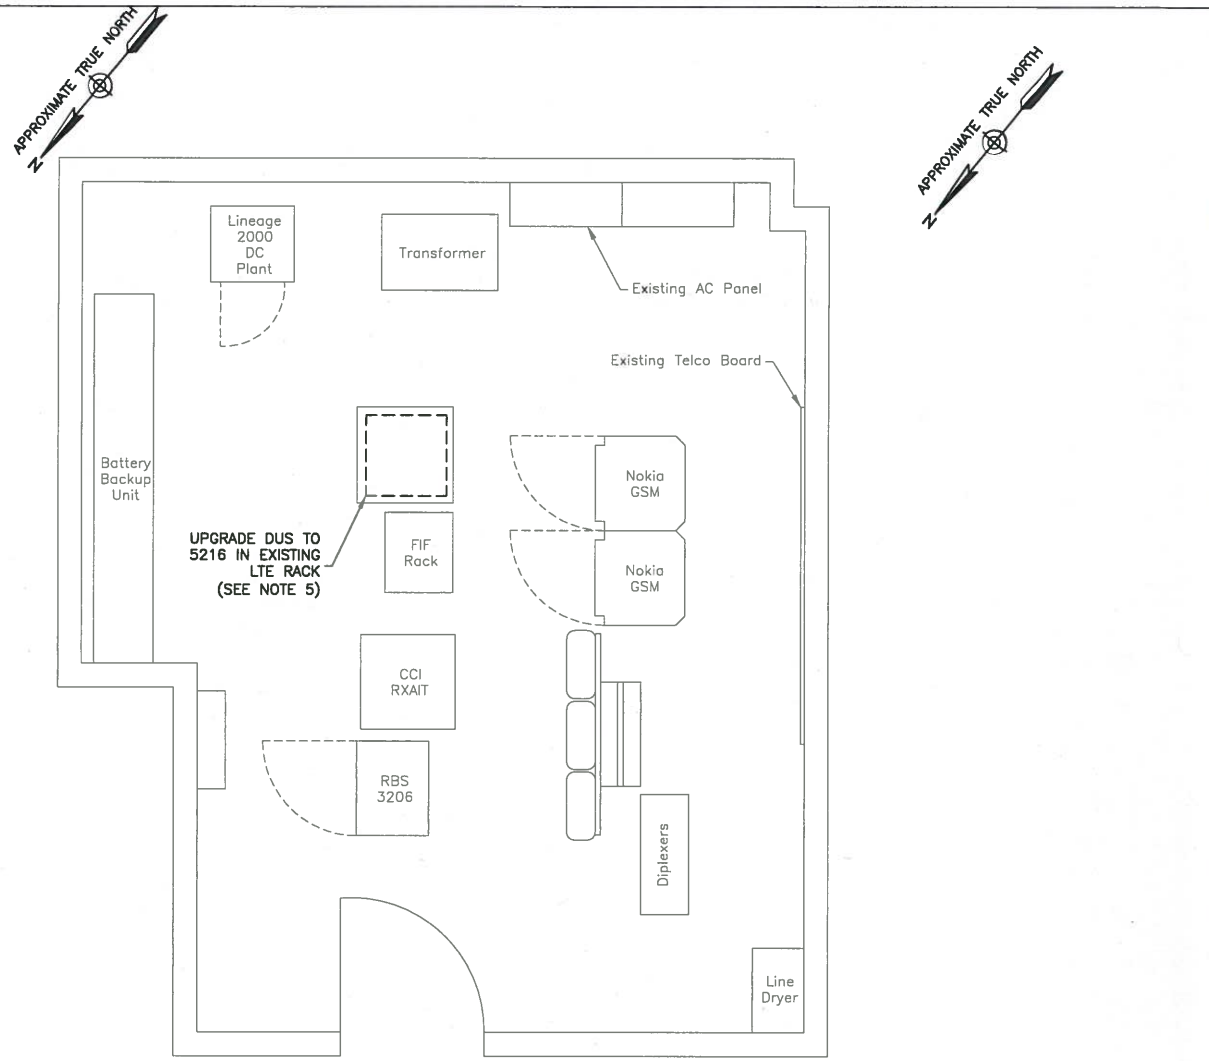 APPROXIMATE TRUE NORTH
N
APPROXIMATE TRUE NORTH
N
Lineage
2000
DC
Plant
Transformer
Existing AC Panel
Existing Telco Board
Battery
Backup
Unit
Nokia
GSM
UPGRADE DUS TO
5216 IN EXISTING
LTE RACK
(SEE NOTE 5)
FIF
Rack
Nokia
GSM
CCI
RXAIT
RBS
3206
Diplexers
Line
Dryer